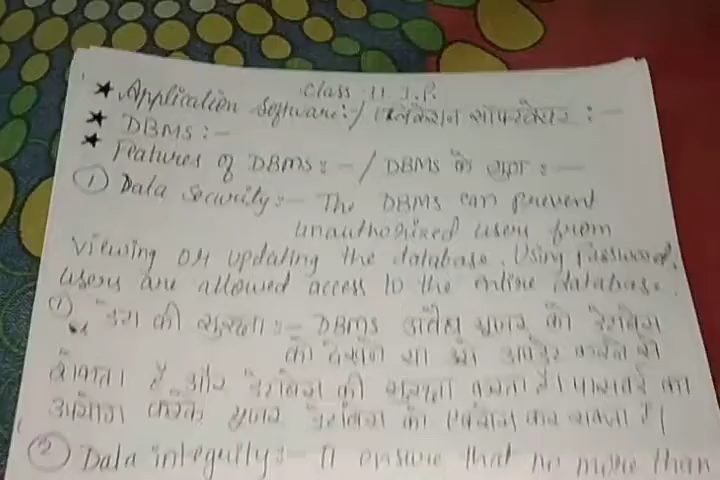 Class 11 I.P.
★ Application Software:-/ एप्लीकेशन सॉफ्टवेयर :-
★ DBMS :-
★ Features of DBMS :- / DBMS के गुण :-
① Data Security :- The DBMS can prevent
unauthorized users from
viewing or updating the database. Using password,
users are allowed access to the entire database.
① डेटा की सुरक्षा :- DBMS अवैध यूजर को डेटाबेस
को देखने या अपडेट करने से
रोकता है और डेटाबेस की सुरक्षा करता है। पासवर्ड का
उपयोग करके यूजर डेटाबेस को एक्सेस कर सकता है।
② Data integrity :- It ensure that no more than